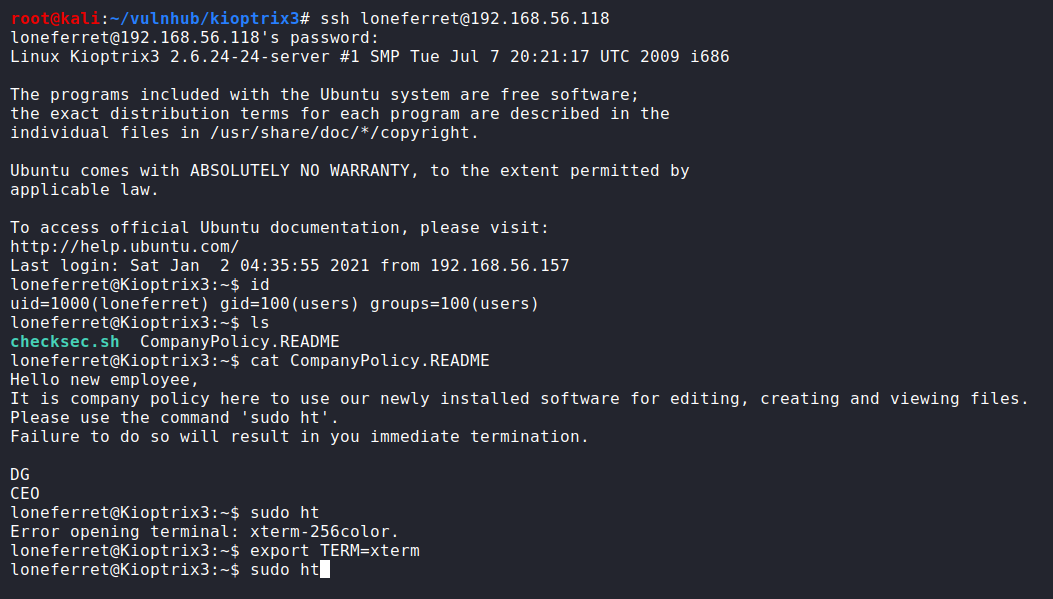 root@kali:~/vulnhub/kioptrix3# ssh loneferret@192.168.56.118
loneferret@192.168.56.118's password:
Linux Kioptrix3 2.6.24-24-server #1 SMP Tue Jul 7 20:21:17 UTC 2009 i686

The programs included with the Ubuntu system are free software;
the exact distribution terms for each program are described in the
individual files in /usr/share/doc/*/copyright.

Ubuntu comes with ABSOLUTELY NO WARRANTY, to the extent permitted by
applicable law.

To access official Ubuntu documentation, please visit:
http://help.ubuntu.com/
Last login: Sat Jan  2 04:35:55 2021 from 192.168.56.157
loneferret@Kioptrix3:~$ id
uid=1000(loneferret) gid=100(users) groups=100(users)
loneferret@Kioptrix3:~$ ls
checksec.sh  CompanyPolicy.README
loneferret@Kioptrix3:~$ cat CompanyPolicy.README
Hello new employee,
It is company policy here to use our newly installed software for editing, creating and viewing files.
Please use the command 'sudo ht'.
Failure to do so will result in you immediate termination.

DG
CEO
loneferret@Kioptrix3:~$ sudo ht
Error opening terminal: xterm-256color.
loneferret@Kioptrix3:~$ export TERM=xterm
loneferret@Kioptrix3:~$ sudo ht